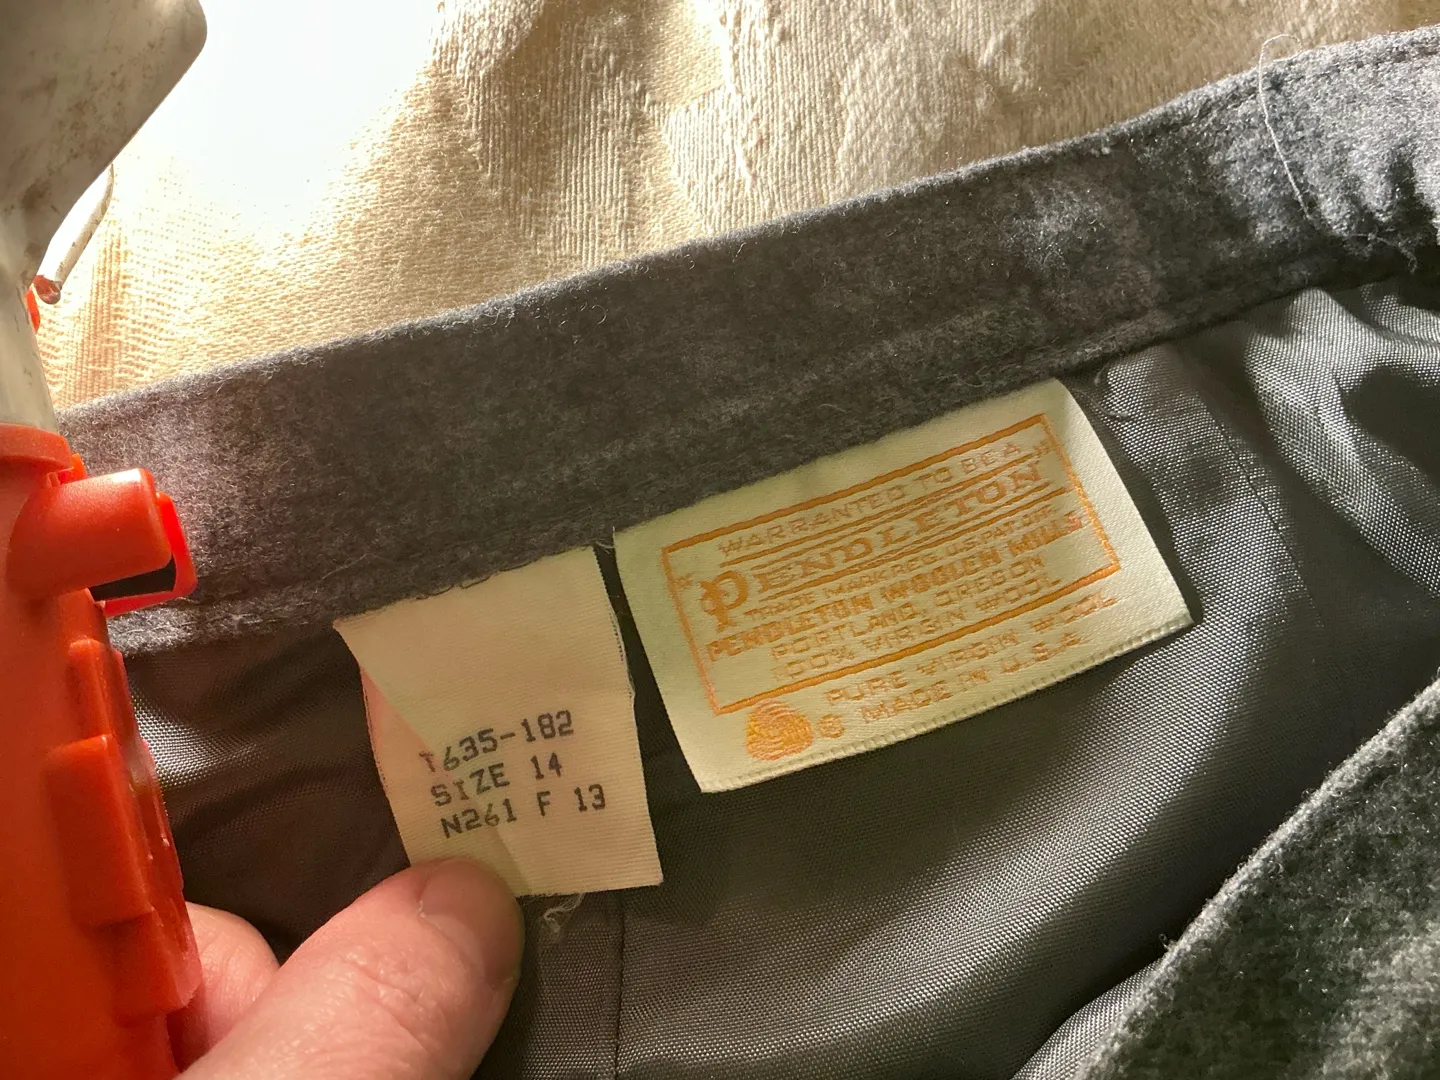 T635-182
SIZE 14
N261 F 13
WARRANTED TO BE A
PENDLETON
TRADE MARK REG. U.S. PAT. OFF.
PENDLETON WOOLEN MILLS
PORTLAND, OREGON
100% VIRGIN WOOL
PURE VIRGIN WOOL
® MADE IN U.S.A.